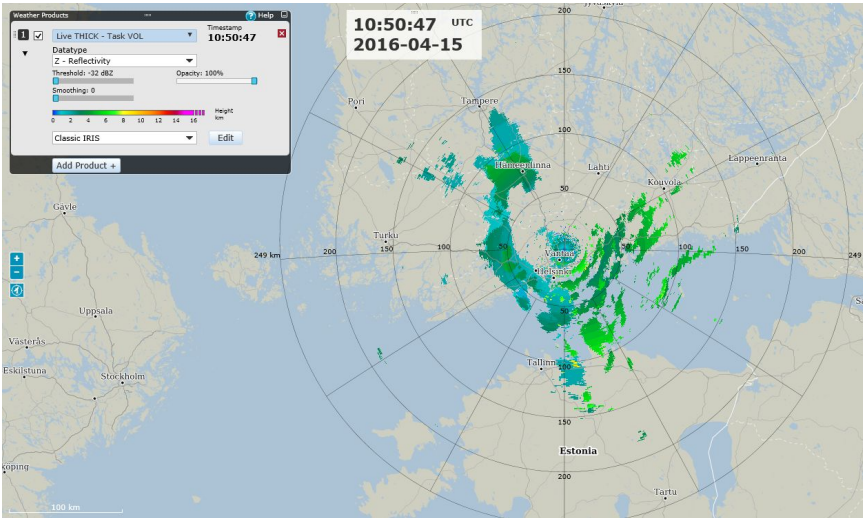 Weather Products
Help
1
Live THICK - Task VOL
Timestamp
10:50:47
Datatype
Z - Reflectivity
Threshold: -32 dBZ
Opacity: 100%
Smoothing: 0
Height
km
0 2 4 6 8 10 12 14 16
Classic IRIS
Edit
Add Product +
10:50:47 UTC
2016-04-15
200
Jyväskylä
150
Pori
Tampere
100
Hämeenlinna
Lahti
Lappeenranta
Kouvola
50
Gävle
Turku
249 km
200
150
100
50
Vantaa
50
100
150
200
249
Helsinki
+
−
Uppsala
50
Västerås
Eskilstuna
Stockholm
Tallinn
100
150
Estonia
köping
200
Tartu
100 km